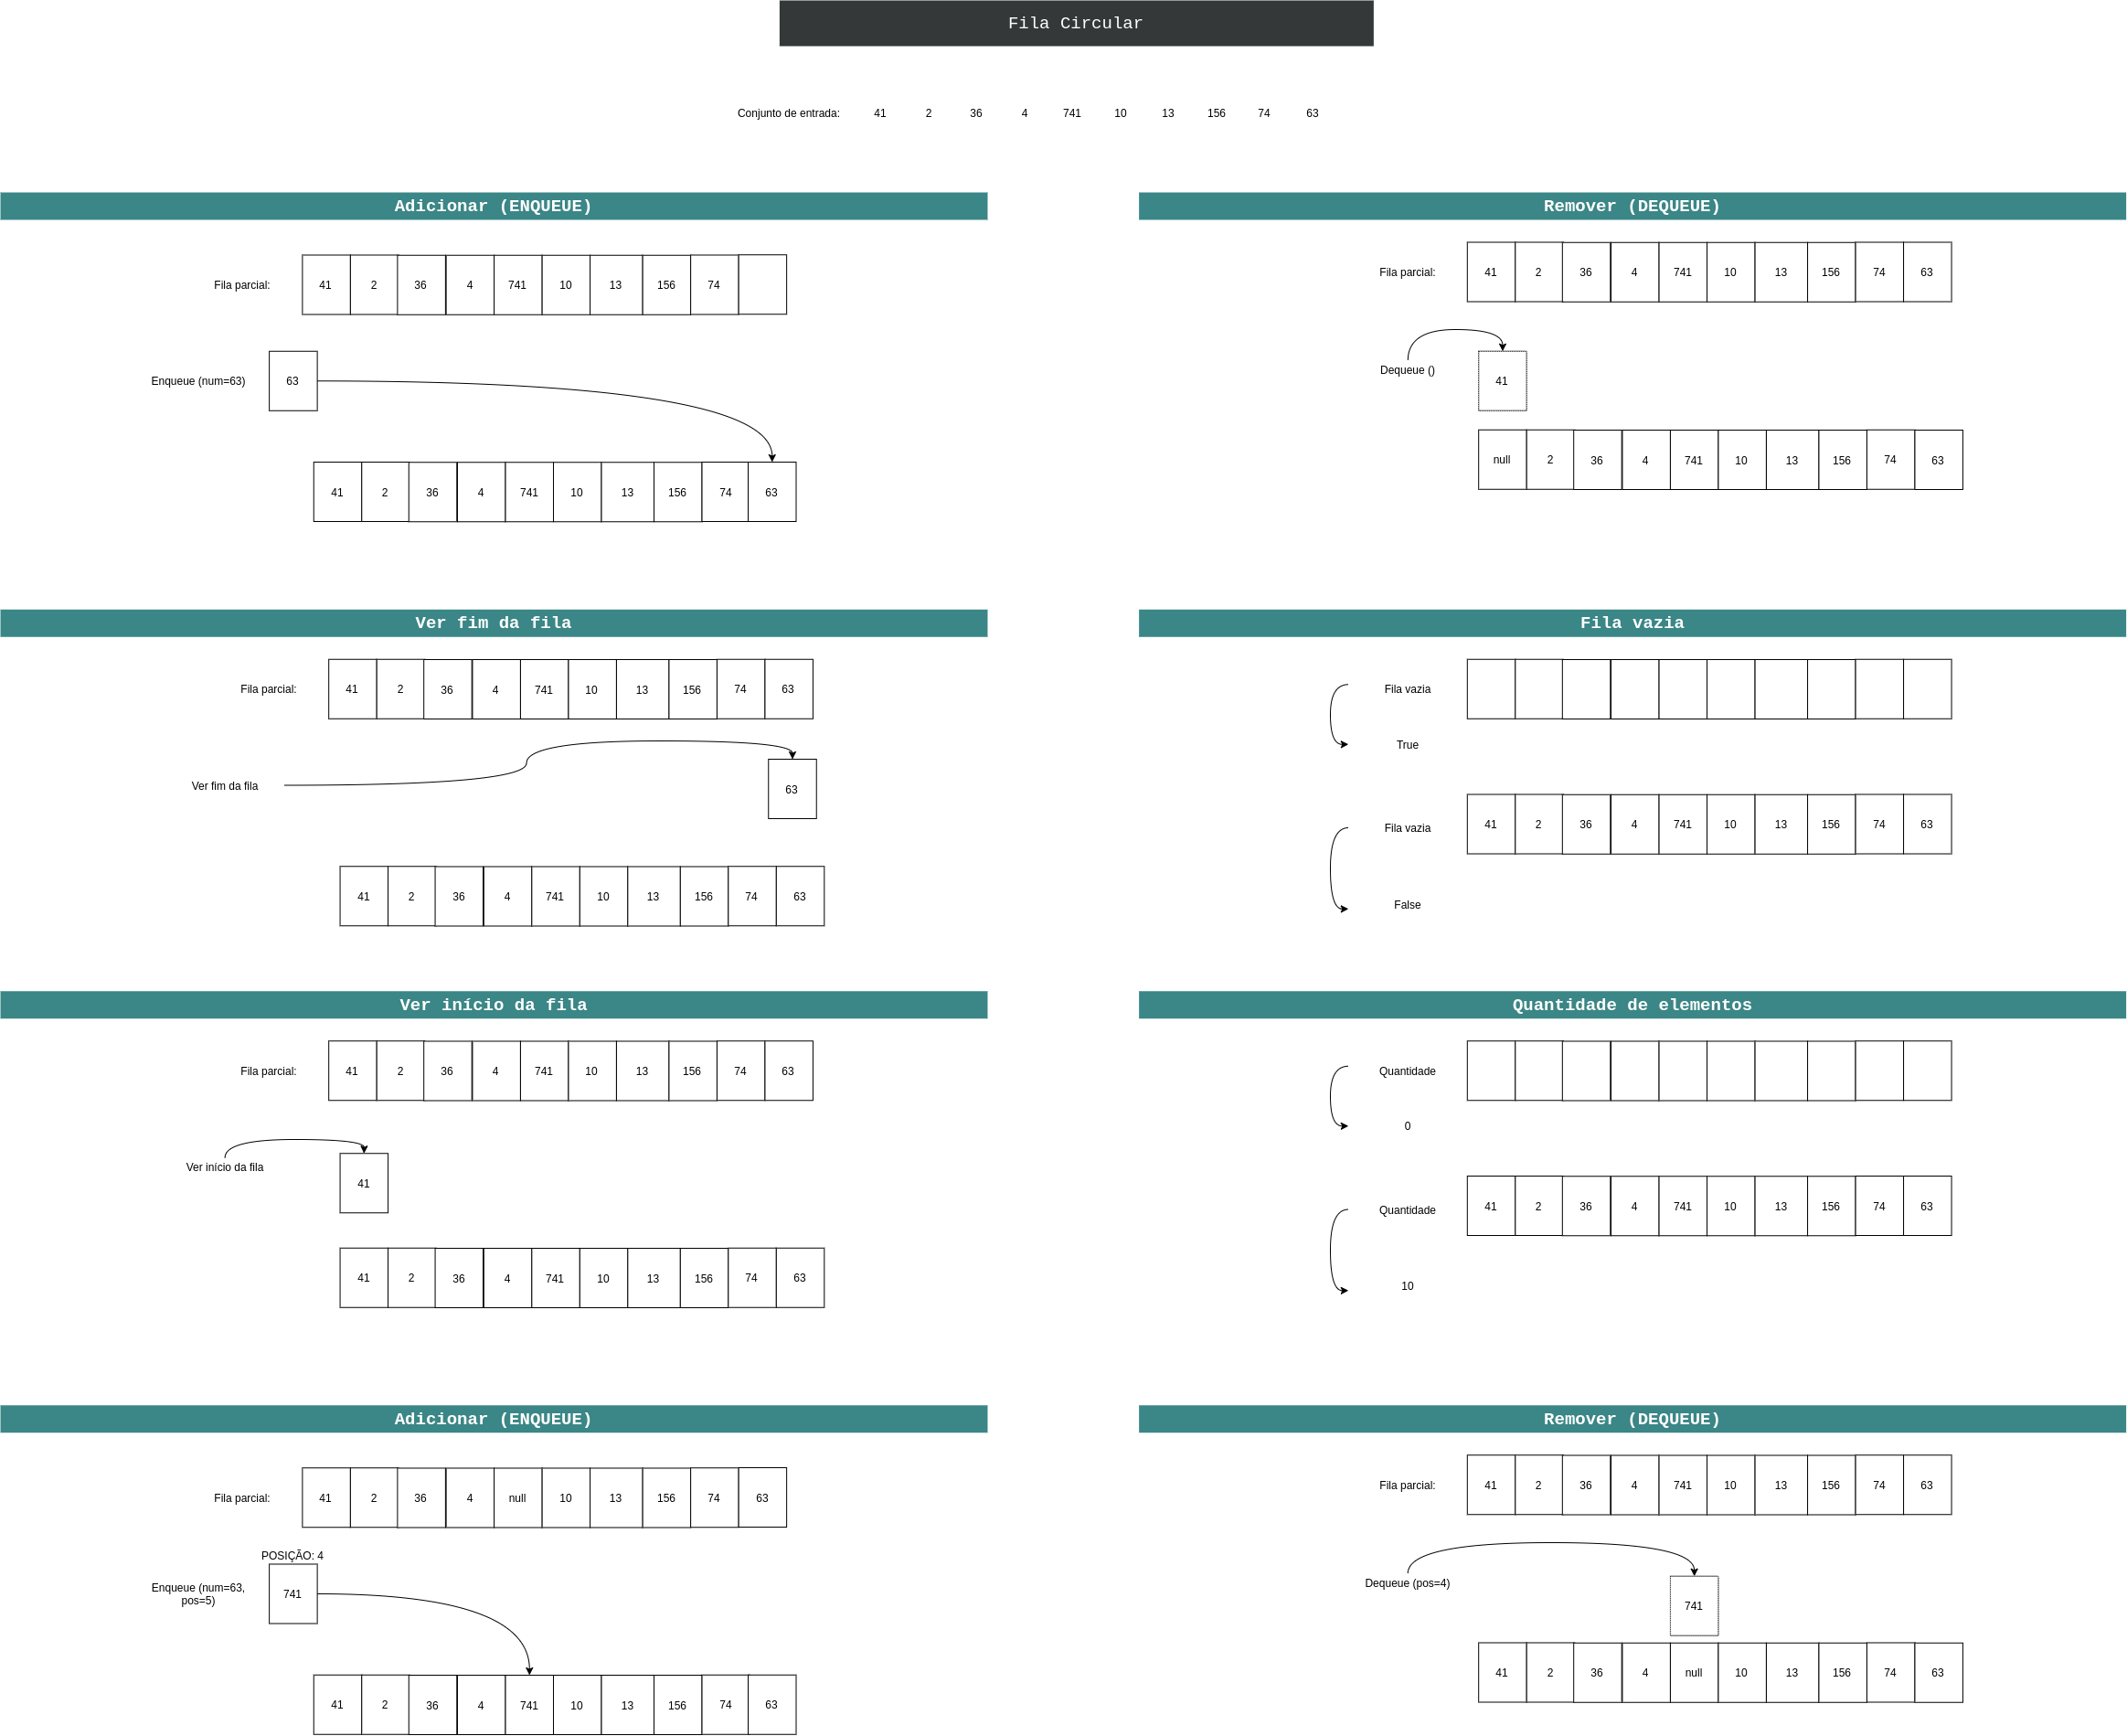 Fila Circular
Conjunto de entrada: 41 2 36 4 741 10 13 156 74 63
Adicionar (ENQUEUE)
Fila parcial: 41 2 36 4 741 10 13 156 74
Enqueue (num=63) 63
41 2 36 4 741 10 13 156 74 63
Remover (DEQUEUE)
Fila parcial: 41 2 36 4 741 10 13 156 74 63
Dequeue ()
41
null 2 36 4 741 10 13 156 74 63
Ver fim da fila
Fila parcial: 41 2 36 4 741 10 13 156 74 63
Ver fim da fila 63
41 2 36 4 741 10 13 156 74 63
Fila vazia
Fila vazia
True
Fila vazia 41 2 36 4 741 10 13 156 74 63
False
Ver início da fila
Fila parcial: 41 2 36 4 741 10 13 156 74 63
Ver início da fila
41
41 2 36 4 741 10 13 156 74 63
Quantidade de elementos
Quantidade
0
Quantidade 41 2 36 4 741 10 13 156 74 63
10
Adicionar (ENQUEUE)
Fila parcial: 41 2 36 4 null 10 13 156 74 63
POSIÇÃO: 4
Enqueue (num=63,
pos=5)
741
41 2 36 4 741 10 13 156 74 63
Remover (DEQUEUE)
Fila parcial: 41 2 36 4 741 10 13 156 74 63
Dequeue (pos=4)
741
41 2 36 4 null 10 13 156 74 63